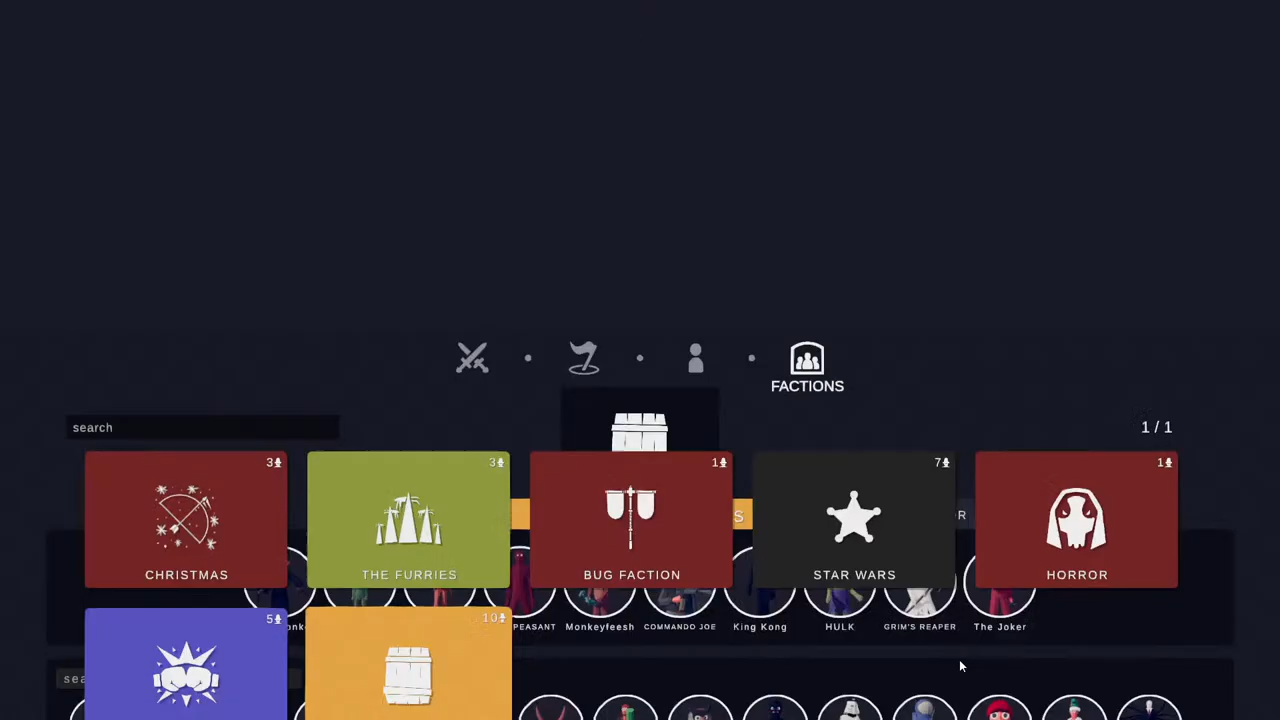 FACTIONS
search
1 / 1
3
3
1
7
1
CHRISTMAS
THE FURRIES
BUG FACTION
STAR WARS
HORROR
S
PEASANT
Monkeyfeesh
COMMANDO JOE
King Kong
HULK
GRIM'S REAPER
The Joker
5
10